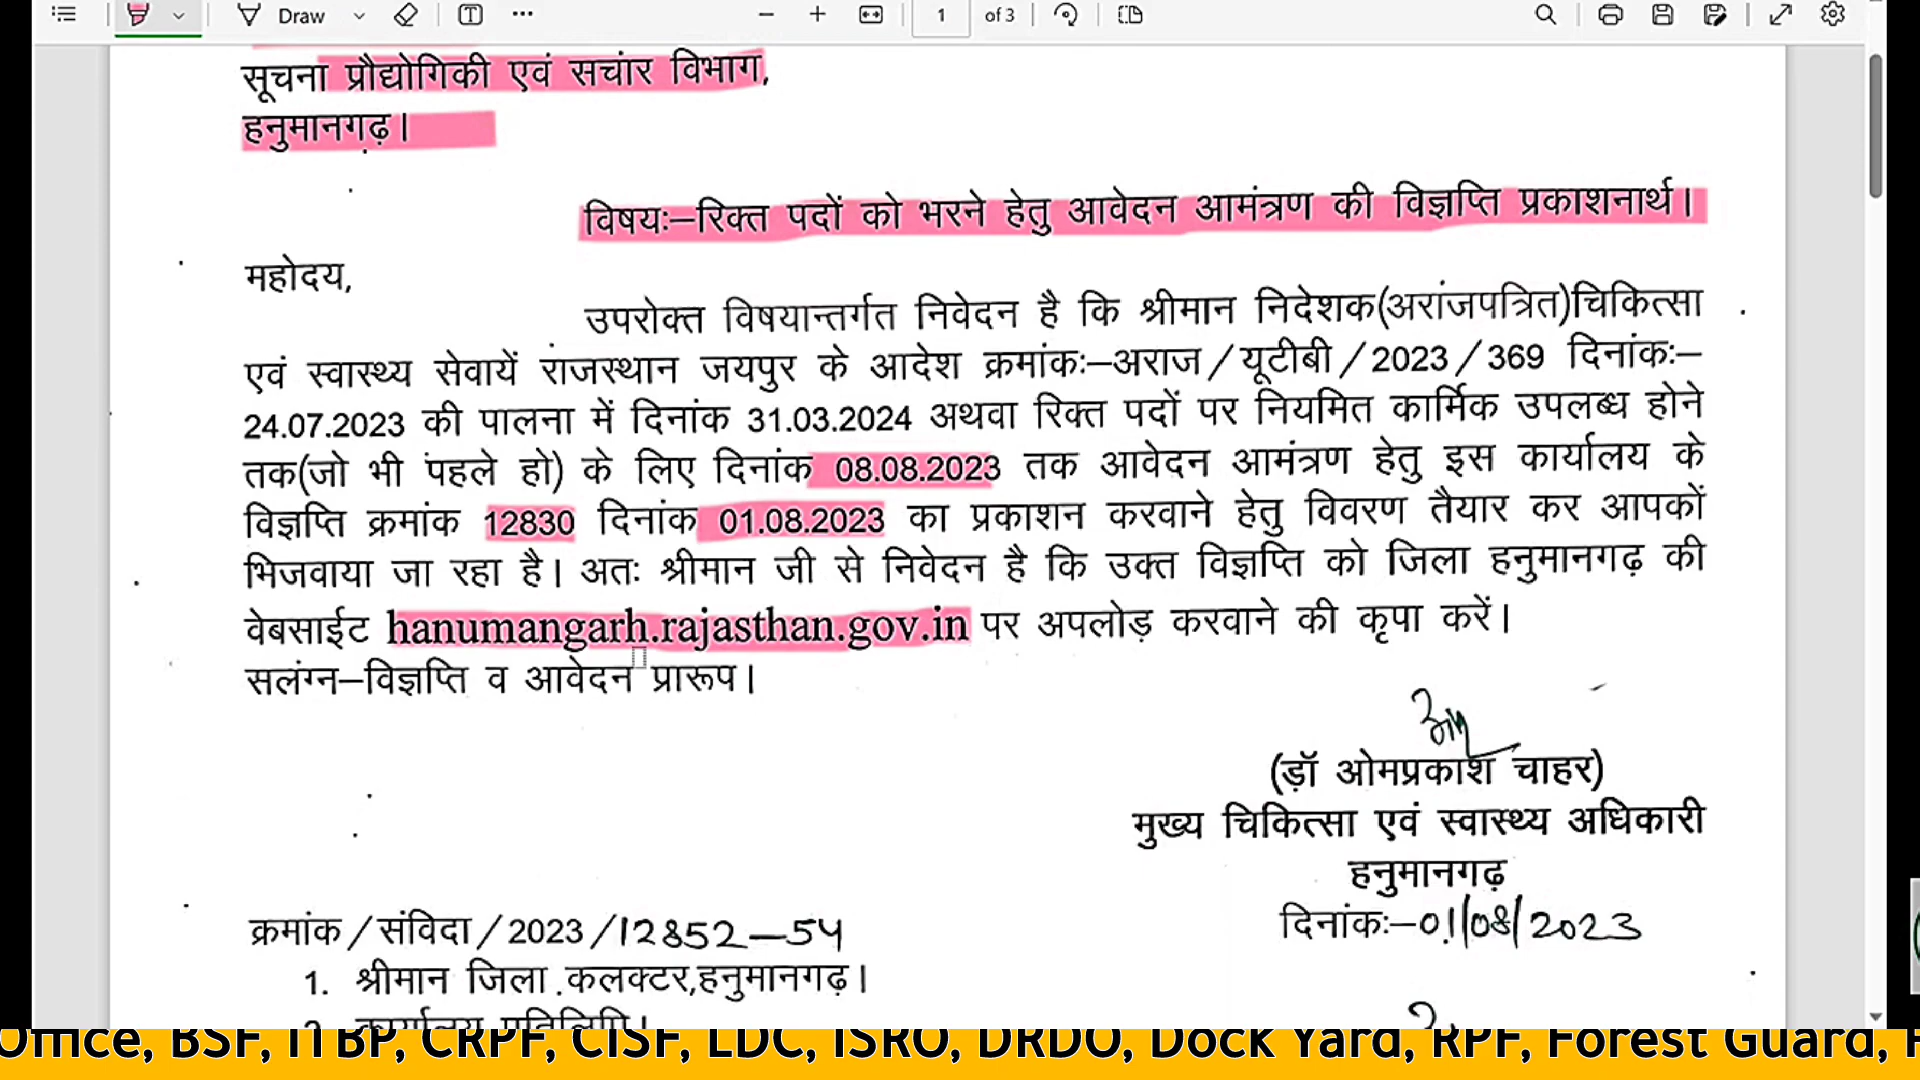 Draw
1 of 3
सूचना प्रौद्योगिकी एवं सचांर विभाग,
हनुमानगढ़।
विषयः–रिक्त पदों को भरने हेतु आवेदन आमंत्रण की विज्ञप्ति प्रकाशनार्थ।
महोदय,
उपरोक्त विषयान्तर्गत निवेदन है कि श्रीमान निदेशक(अरांजपत्रित)चिकित्सा
एवं स्वास्थ्य सेवायें राजस्थान जयपुर के आदेश क्रमांकः–अराज/यूटीबी/2023/369 दिनांकः–
24.07.2023 की पालना में दिनांक 31.03.2024 अथवा रिक्त पदों पर नियमित कार्मिक उपलब्ध होने
तक(जो भी पहले हो) के लिए दिनांक 08.08.2023 तक आवेदन आमंत्रण हेतु इस कार्यालय के
विज्ञप्ति क्रमांक 12830 दिनांक 01.08.2023 का प्रकाशन करवाने हेतु विवरण तैयार कर आपकों
भिजवाया जा रहा है। अतः श्रीमान जी से निवेदन है कि उक्त विज्ञप्ति को जिला हनुमानगढ़ की
वेबसाईट hanumangarh.rajasthan.gov.in पर अपलोड़ करवाने की कृपा करें।
सलंग्न–विज्ञप्ति व आवेदन प्रारूप।
(ड़ॉ ओमप्रकाश चाहर)
मुख्य चिकित्सा एवं स्वास्थ्य अधिकारी
हनुमानगढ़
दिनांकः–01/08/2023
क्रमांक/संविदा/2023/12852–54
1. श्रीमान जिला कलक्टर,हनुमानगढ़।
2. कार्यालय प्रतिलिपि।
Office, BSF, ITBP, CRPF, CISF, LDC, ISRO, DRDO, Dock Yard, RPF, Forest Guard,